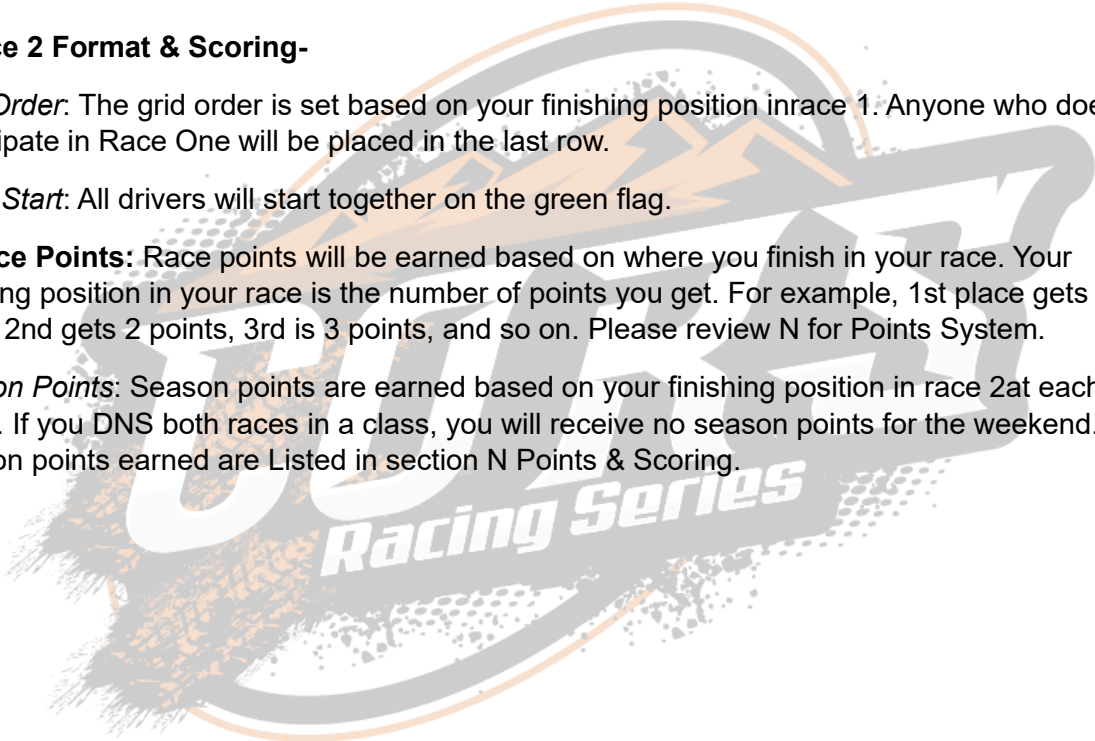 ce 2 Format & Scoring-
Order: The grid order is set based on your finishing position inrace 1. Anyone who doe
ipate in Race One will be placed in the last row.
Start: All drivers will start together on the green flag.
ce Points: Race points will be earned based on where you finish in your race. Your
ng position in your race is the number of points you get. For example, 1st place gets
2nd gets 2 points, 3rd is 3 points, and so on. Please review N for Points System.
on Points: Season points are earned based on your finishing position in race 2at each
. If you DNS both races in a class, you will receive no season points for the weekend.
on points earned are Listed in section N Points & Scoring.
Racing Series